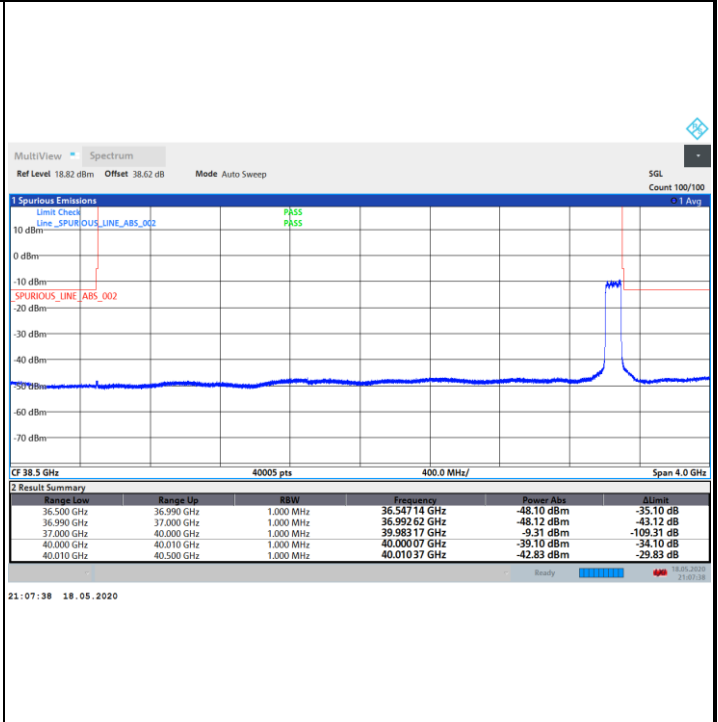 MultiView Spectrum
Ref Level 18.82 dBm Offset 38.62 dB Mode Auto Sweep SGL
Count 100/100
1 Spurious Emissions 1 Avg
Limit Check PASS
Line _SPURIOUS_LINE_ABS_002 PASS
10 dBm
0 dBm
-10 dBm
_SPURIOUS_LINE_ABS_002
-20 dBm
-30 dBm
-40 dBm
-50 dBm
-60 dBm
-70 dBm
CF 38.5 GHz 40005 pts 400.0 MHz/ Span 4.0 GHz
2 Result Summary
Range Low Range Up RBW Frequency Power Abs ΔLimit
36.500 GHz 36.990 GHz 1.000 MHz 36.547 14 GHz -48.10 dBm -35.10 dB
36.990 GHz 37.000 GHz 1.000 MHz 36.992 62 GHz -48.12 dBm -43.12 dB
37.000 GHz 40.000 GHz 1.000 MHz 39.983 17 GHz -9.31 dBm -109.31 dB
40.000 GHz 40.010 GHz 1.000 MHz 40.000 07 GHz -39.10 dBm -34.10 dB
40.010 GHz 40.500 GHz 1.000 MHz 40.010 37 GHz -42.83 dBm -29.83 dB
Ready 18.05.2020
21:07:38
21:07:38 18.05.2020